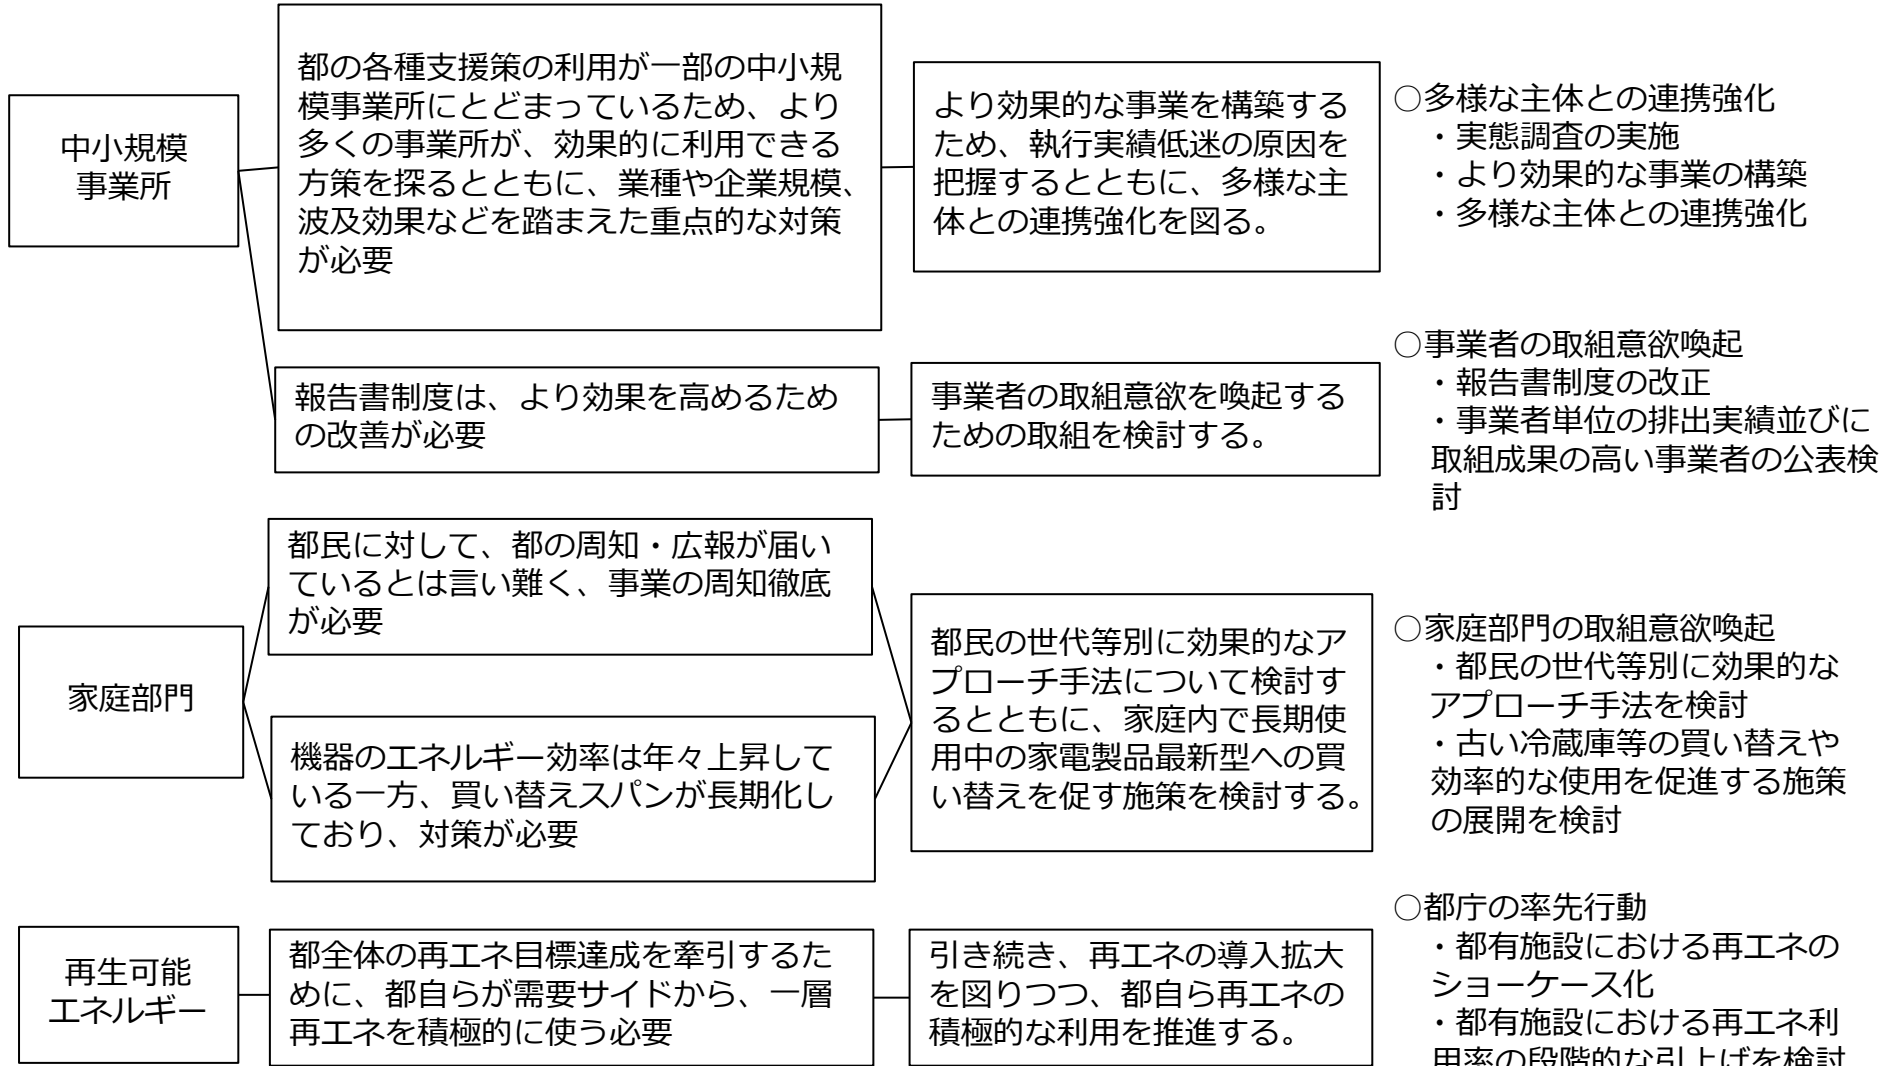 中小規模
事業所
都の各種支援策の利用が一部の中小規
模事業所にとどまっているため、より
多くの事業所が、効果的に利用できる
方策を探るとともに、業種や企業規模、
波及効果などを踏まえた重点的な対策
が必要
より効果的な事業を構築する
ため、執行実績低迷の原因を
把握するとともに、多様な主
体との連携強化を図る。
○多様な主体との連携強化
・実態調査の実施
・より効果的な事業の構築
・多様な主体との連携強化
報告書制度は、より効果を高めるため
の改善が必要
事業者の取組意欲を喚起する
ための取組を検討する。
○事業者の取組意欲喚起
・報告書制度の改正
・事業者単位の排出実績並びに
取組成果の高い事業者の公表検
討
家庭部門
都民に対して、都の周知・広報が届い
ているとは言い難く、事業の周知徹底
が必要
機器のエネルギー効率は年々上昇して
いる一方、買い替えスパンが長期化し
ており、対策が必要
都民の世代等別に効果的なア
プローチ手法について検討す
るとともに、家庭内で長期使
用中の家電製品最新型への買
い替えを促す施策を検討する。
○家庭部門の取組意欲喚起
・都民の世代等別に効果的な
アプローチ手法を検討
・古い冷蔵庫等の買い替えや
効率的な使用を促進する施策
の展開を検討
再生可能
エネルギー
都全体の再エネ目標達成を牽引するた
めに、都自らが需要サイドから、一層
再エネを積極的に使う必要
引き続き、再エネの導入拡大
を図りつつ、都自ら再エネの
積極的な利用を推進する。
○都庁の率先行動
・都有施設における再エネの
ショーケース化
・都有施設における再エネ利
用率の段階的な引上げを検討